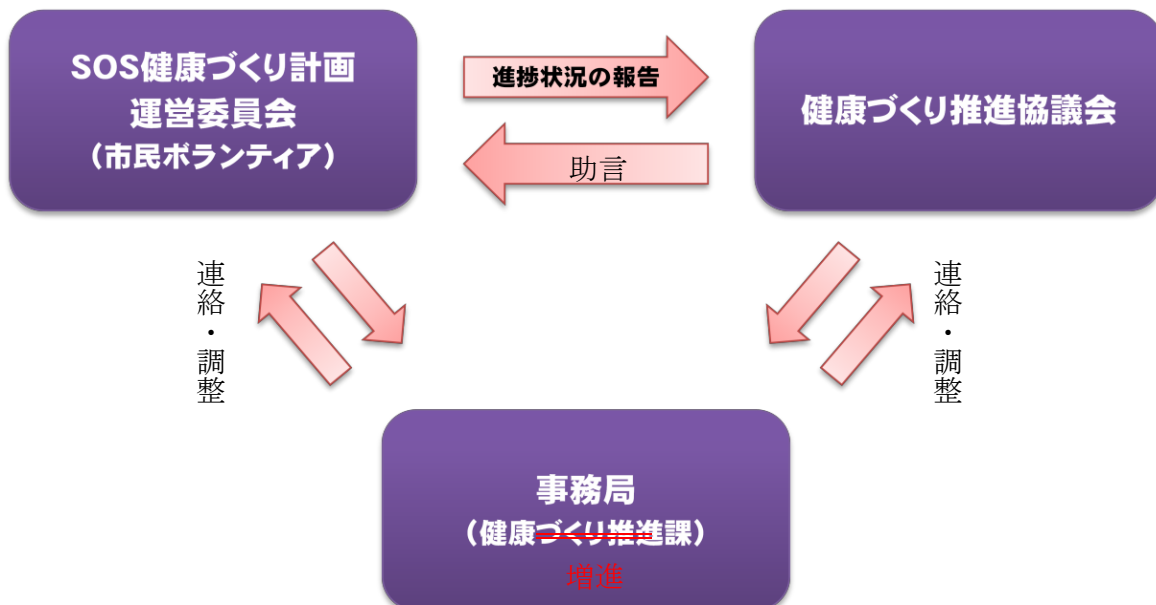 SOS健康づくり計画
運営委員会
（市民ボランティア）
進捗状況の報告
助言
健康づくり推進協議会
連絡・調整
連絡・調整
事務局
（健康づくり推進課）
増進